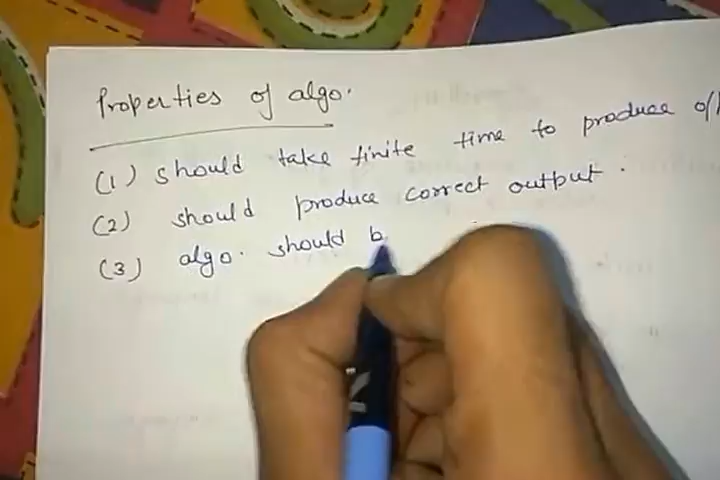 Properties of algo.
(1) should take finite time to produce o/
(2) should produce correct output.
(3) algo. should b